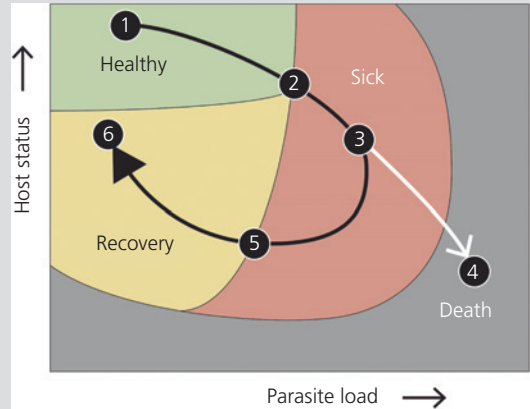 1
Healthy
2
Sick
3
6
Recovery
5
4
Death
Host status
Parasite load